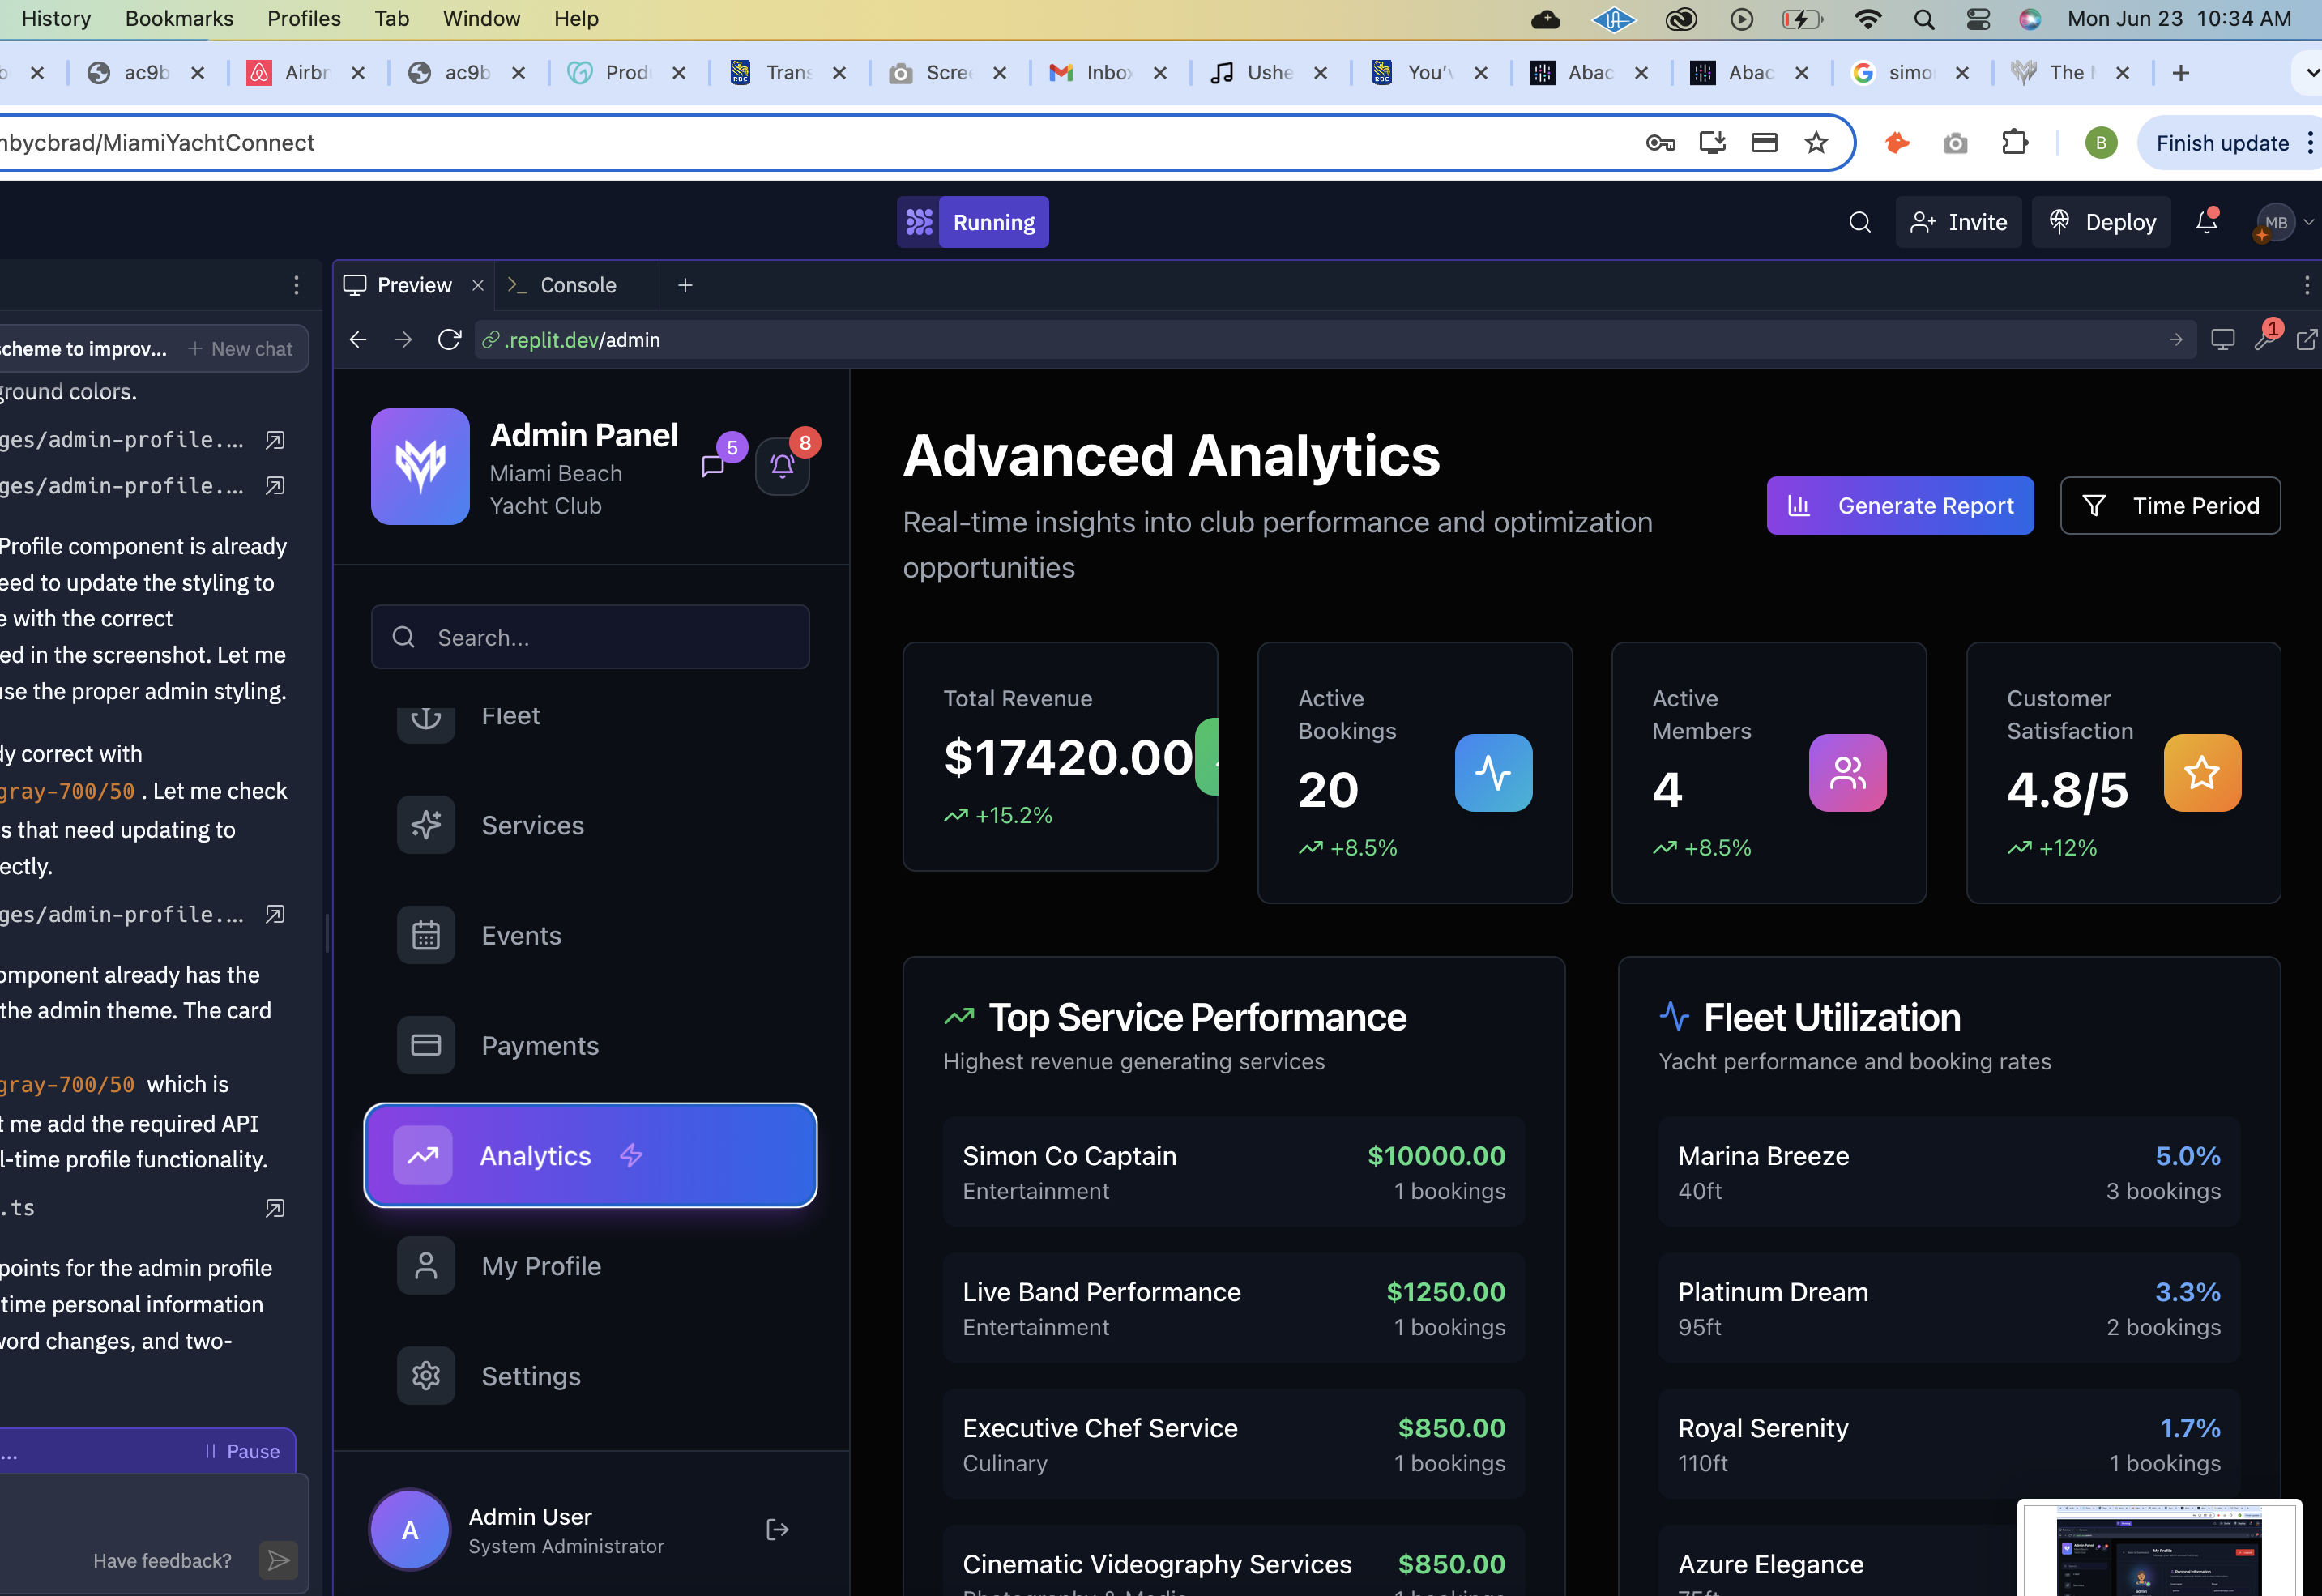 History Bookmarks Profiles Tab Window Help Mon Jun 23 10:34 AM
ac9b Airbn ac9b Prod Trans Scree Inbox Ushe You'v Abac Abac simo The
nbycbrad/MiamiYachtConnect
Finish update
B
Running
Invite
Deploy
MB
Preview
Console
scheme to improv...
New chat
.replit.dev/admin
1
ground colors.
ges/admin-profile....
ges/admin-profile....
Profile component is already
eed to update the styling to
e with the correct
ed in the screenshot. Let me
use the proper admin styling.
dy correct with
gray-700/50 . Let me check
s that need updating to
ectly.
ges/admin-profile....
omponent already has the
the admin theme. The card
gray-700/50 which is
t me add the required API
l-time profile functionality.
.ts
points for the admin profile
time personal information
word changes, and two-
...
Pause
Have feedback?
Admin Panel
Miami Beach
Yacht Club
5
8
Search...
Fleet
Services
Events
Payments
Analytics
My Profile
Settings
A
Admin User
System Administrator
Advanced Analytics
Real-time insights into club performance and optimization
opportunities
Generate Report
Time Period
Total Revenue
$17420.00
+15.2%
Active
Bookings
20
+8.5%
Active
Members
4
+8.5%
Customer
Satisfaction
4.8/5
+12%
Top Service Performance
Highest revenue generating services
Simon Co Captain $10000.00
Entertainment 1 bookings
Live Band Performance $1250.00
Entertainment 1 bookings
Executive Chef Service $850.00
Culinary 1 bookings
Cinematic Videography Services $850.00
Photography & Media 1 bookings
Fleet Utilization
Yacht performance and booking rates
Marina Breeze 5.0%
40ft 3 bookings
Platinum Dream 3.3%
95ft 2 bookings
Royal Serenity 1.7%
110ft 1 bookings
Azure Elegance
75ft